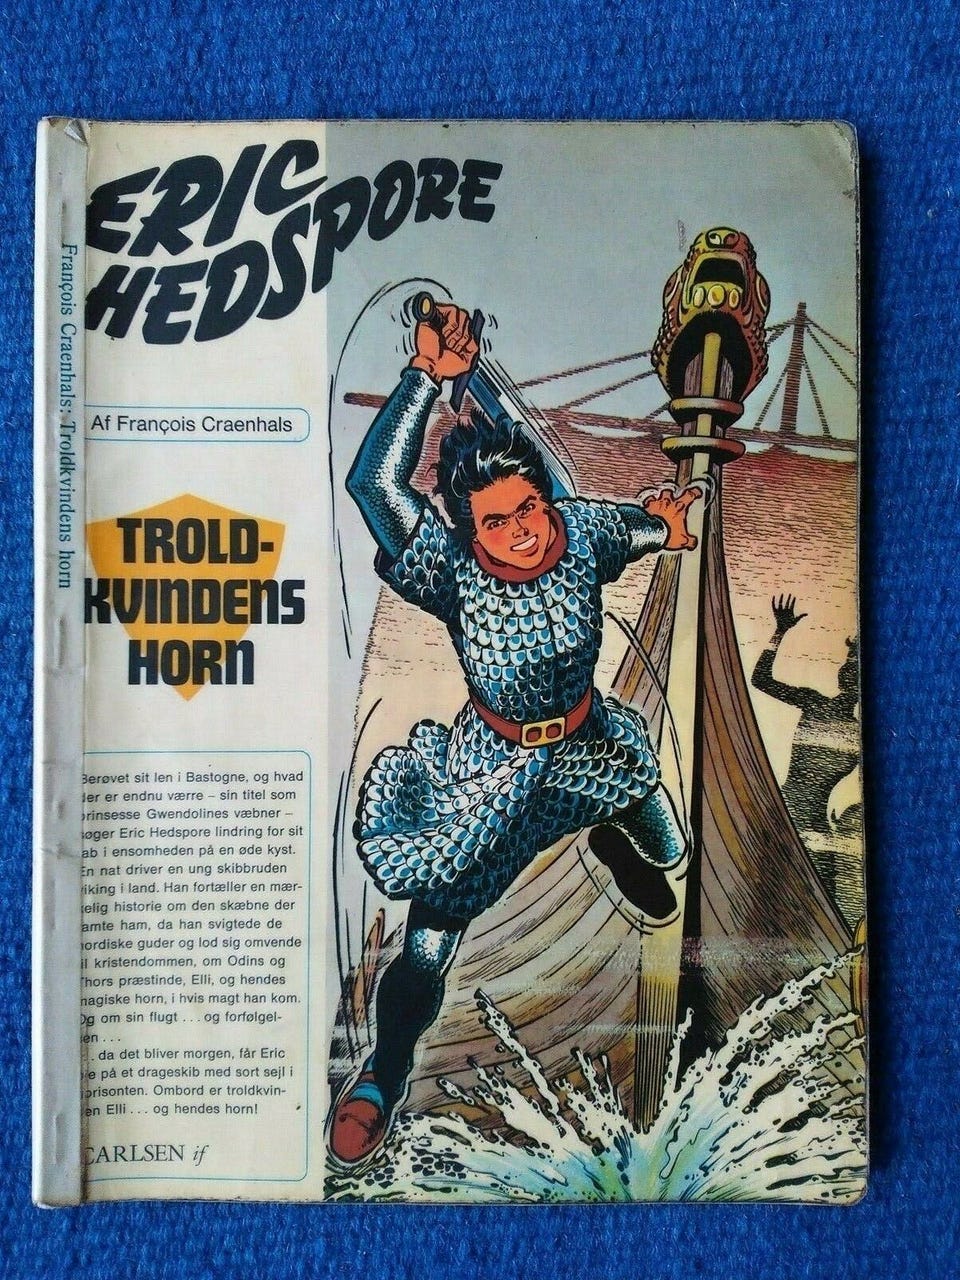 ERIC
HEDSPORE
François Craenhals: Troldkvindens horn
Af François Craenhals
TROLD-
KVINDENS
HORN
Berøvet sit len i Bastogne, og hvad
der er endnu værre – sin titel som
prinsesse Gwendolines væbner –
søger Eric Hedspore lindring for sit
tab i ensomheden på en øde kyst.
En nat driver en ung skibbruden
viking i land. Han fortæller en mær-
kelig historie om den skæbne der
ramte ham, da han svigtede de
nordiske guder og lod sig omvende
til kristendommen, om Odins og
Thors præstinde, Elli, og hendes
magiske horn, i hvis magt han kom.
Og om sin flugt . . . og forfølgel-
sen . . .
. . da det bliver morgen, får Eric
øje på et drageskib med sort sejl i
horisonten. Ombord er troldkvin-
den Elli . . . og hendes horn!
CARLSEN if